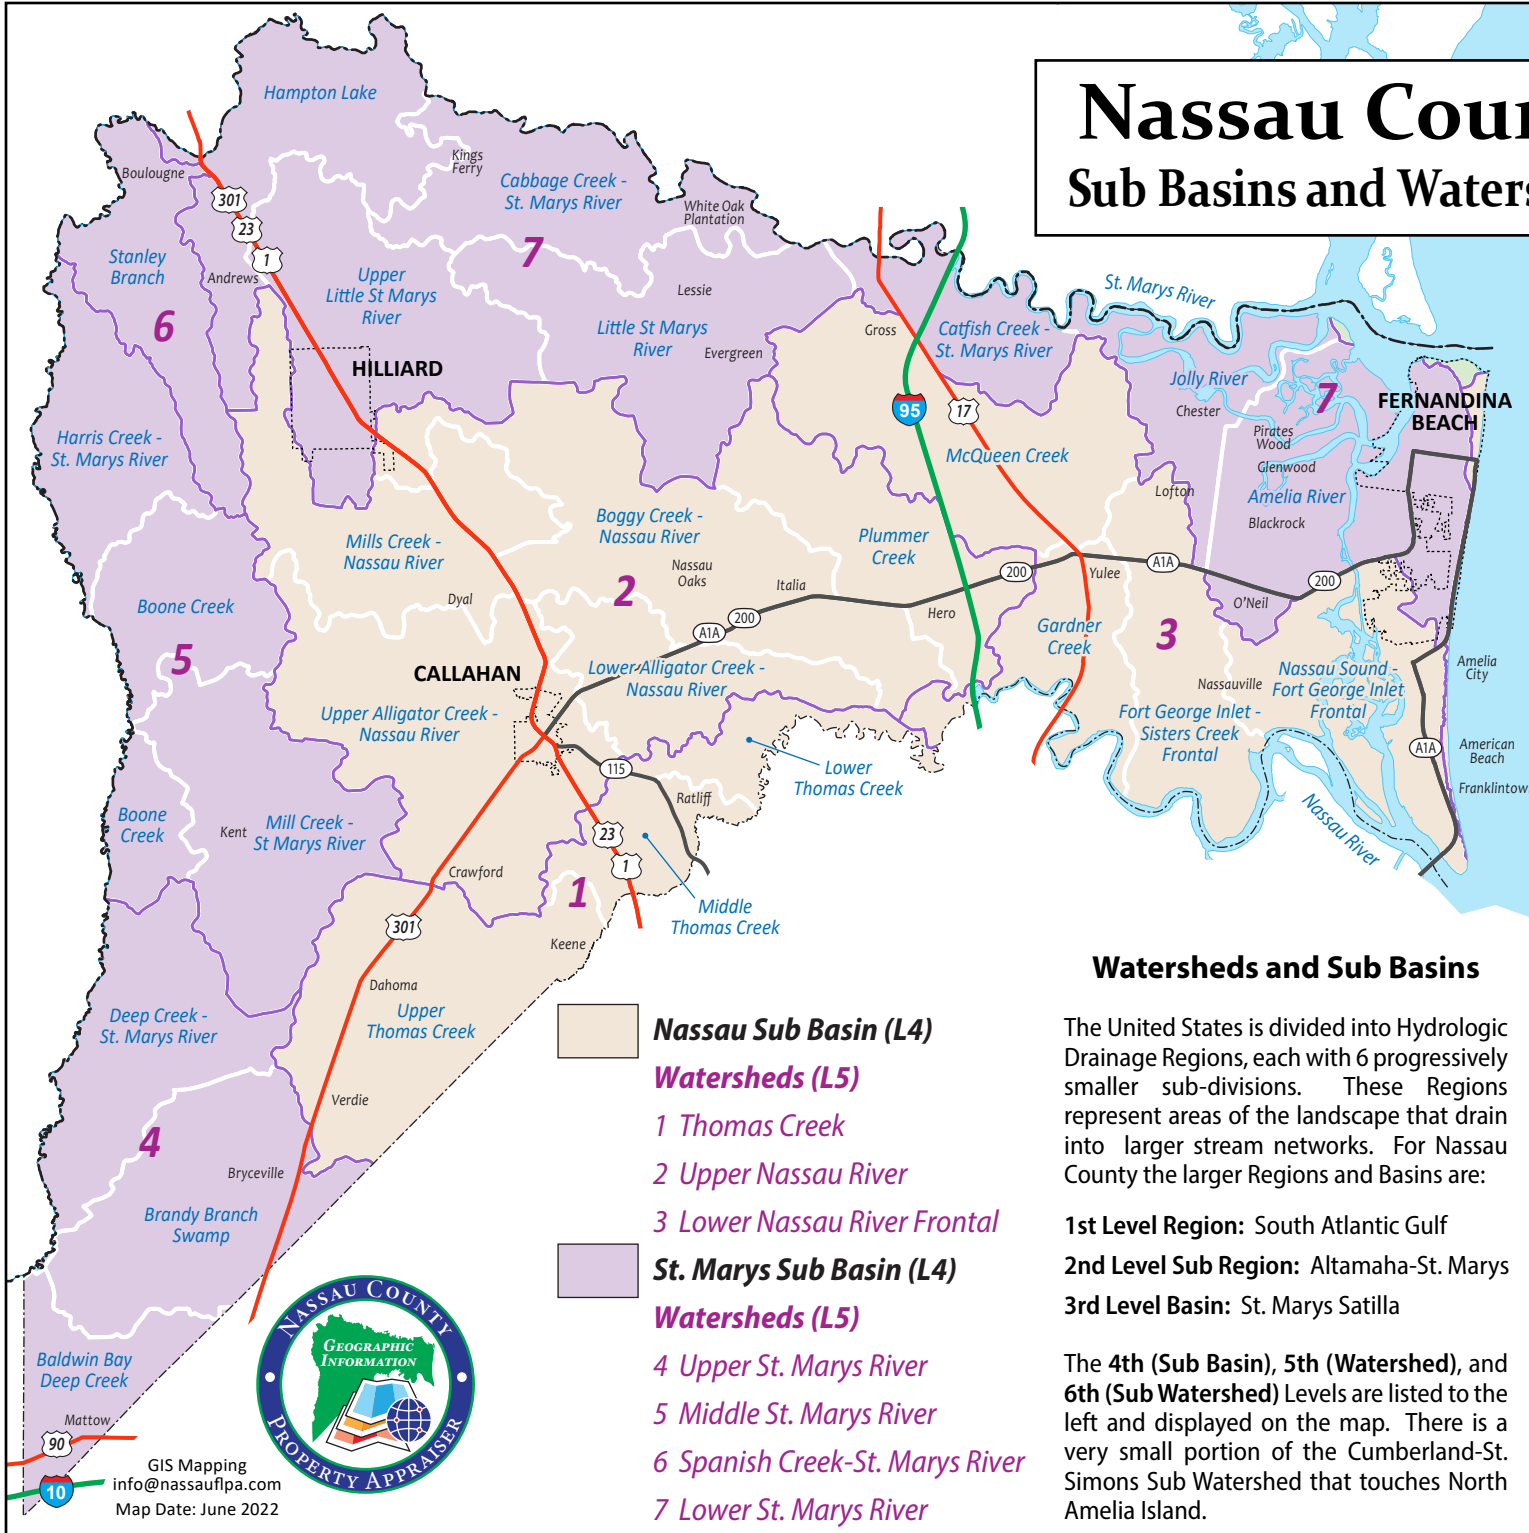 Nassau Coun
Sub Basins and Waters
Hampton Lake
Boulougne
Kings
Ferry
Cabbage Creek -
St. Marys River
White Oak
Plantation
301
23
1
7
Stanley
Branch
Andrews
Upper
Little St Marys
River
Lessie
St. Marys River
6
Little St Marys
River
Evergreen
Gross
Catfish Creek -
St. Marys River
HILLIARD
Jolly River
Chester
7
FERNANDINA
BEACH
95
17
Pirates
Wood
Harris Creek -
St. Marys River
McQueen Creek
Glenwood
Lofton
Amelia River
Blackrock
Boggy Creek -
Nassau River
Mills Creek -
Nassau River
Plummer
Creek
Nassau
Oaks
Italia
200
Yulee
A1A
200
2
Dyal
Boone Creek
A1A
200
Hero
O'Neil
Gardner
Creek
3
5
CALLAHAN
Lower Alligator Creek -
Nassau River
Nassauville
Nassau Sound -
Fort George Inlet
Frontal
Amelia
City
Upper Alligator Creek -
Nassau River
Fort George Inlet -
Sisters Creek
Frontal
A1A
American
Beach
Franklintow
115
Lower
Thomas Creek
Ratliff
Nassau River
Boone
Creek
Kent
Mill Creek -
St Marys River
23
1
Crawford
1
Middle
Thomas Creek
301
Keene
Dahoma
Upper
Thomas Creek
Deep Creek -
St. Marys River
Verdie
4
Bryceville
Brandy Branch
Swamp
Baldwin Bay
Deep Creek
Mattow
90
10
GIS Mapping
info@nassauflpa.com
Map Date: June 2022
NASSAU COUNTY
GEOGRAPHIC
INFORMATION
PROPERTY APPRAISER
Nassau Sub Basin (L4)
Watersheds (L5)
1 Thomas Creek
2 Upper Nassau River
3 Lower Nassau River Frontal
St. Marys Sub Basin (L4)
Watersheds (L5)
4 Upper St. Marys River
5 Middle St. Marys River
6 Spanish Creek-St. Marys River
7 Lower St. Marys River
Watersheds and Sub Basins
The United States is divided into Hydrologic
Drainage Regions, each with 6 progressively
smaller sub-divisions. These Regions
represent areas of the landscape that drain
into larger stream networks. For Nassau
County the larger Regions and Basins are:
1st Level Region: South Atlantic Gulf
2nd Level Sub Region: Altamaha-St. Marys
3rd Level Basin: St. Marys Satilla
The 4th (Sub Basin), 5th (Watershed), and
6th (Sub Watershed) Levels are listed to the
left and displayed on the map. There is a
very small portion of the Cumberland-St.
Simons Sub Watershed that touches North
Amelia Island.